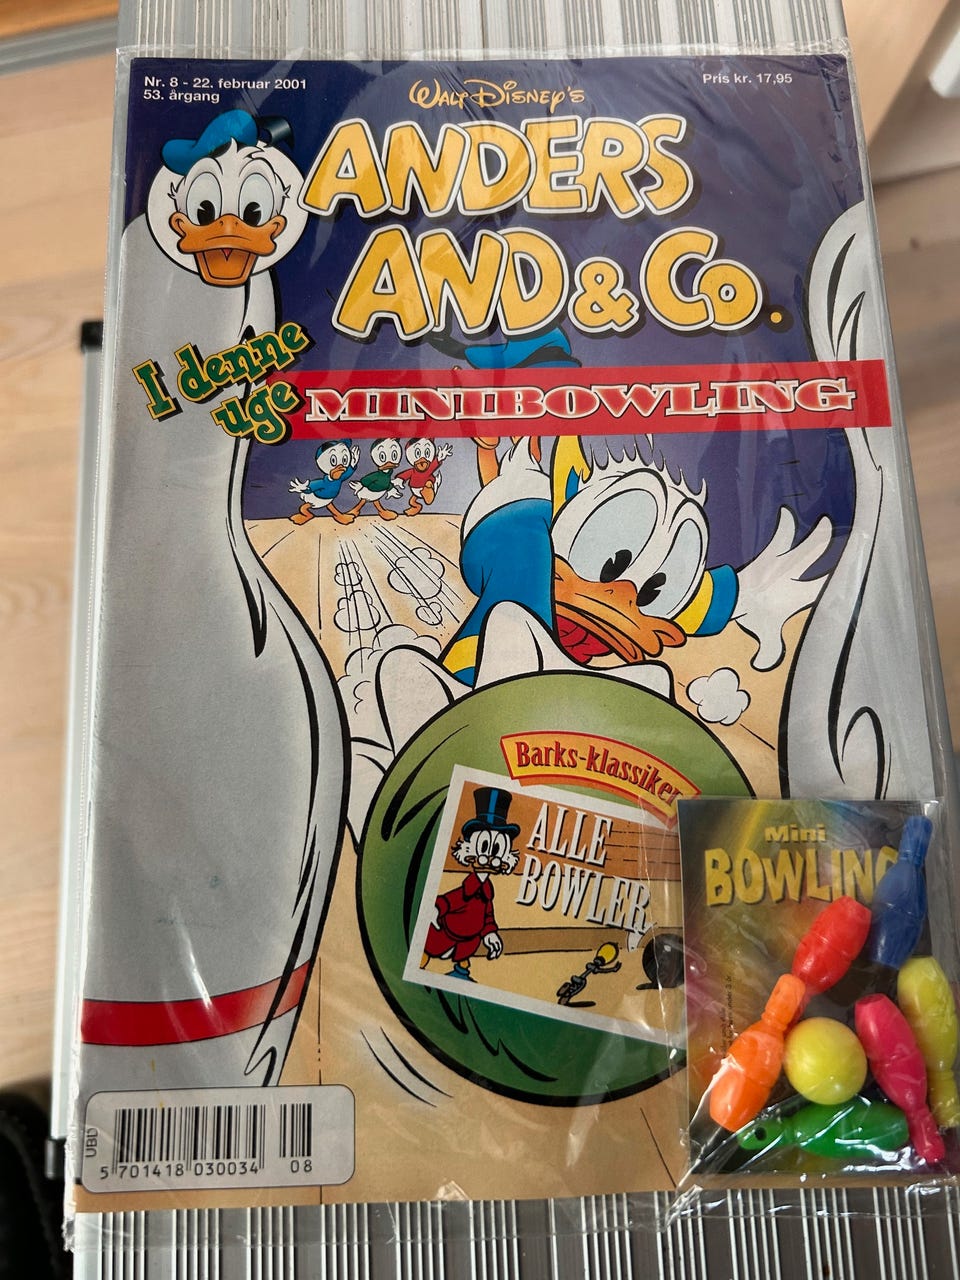 Nr. 8 - 22. februar 2001
53. årgang
Pris kr. 17,95
Walt Disney's
ANDERS
AND & Co.
I denne
uge
MINIBOWLING
Barks-klassiker
ALLE
BOWLER
Mini
BOWLING
UBD
5 701418 030034 08